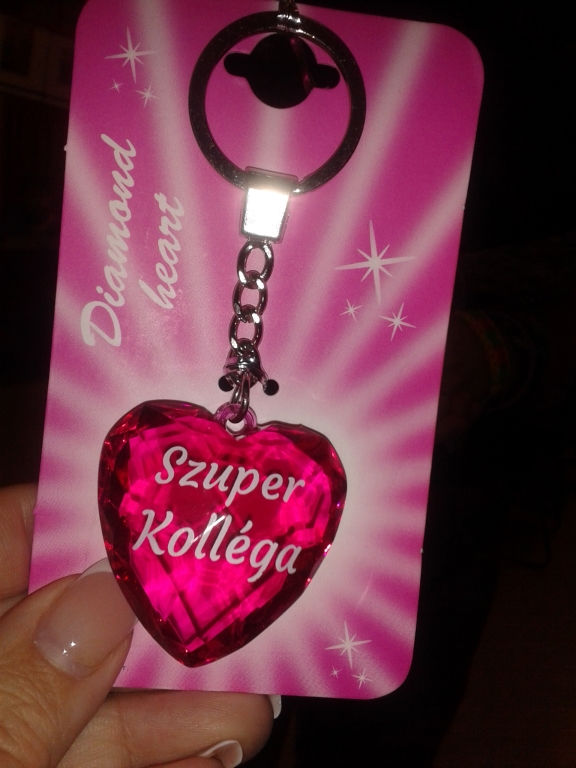 Diamond
heart
Szuper
Kolléga